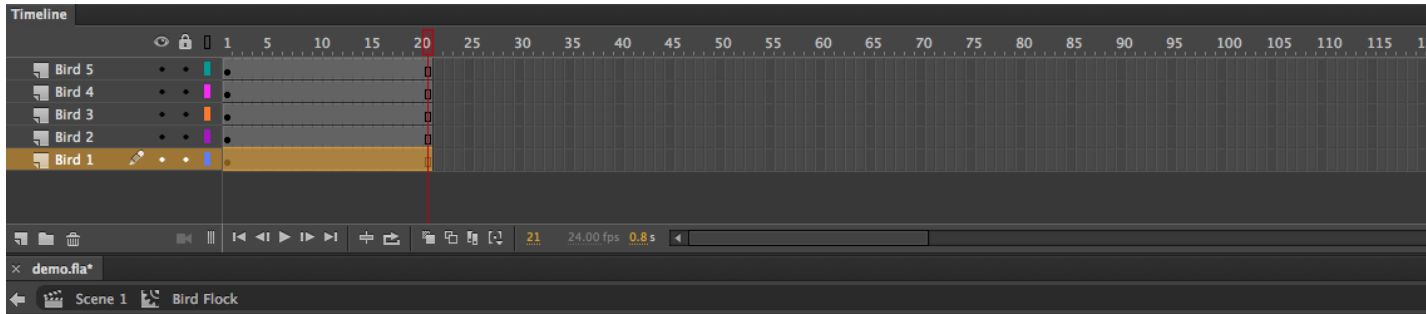 Timeline
1 5 10 15 20 25 30 35 40 45 50 55 60 65 70 75 80 85 90 95 100 105 110 115 1
Bird 5
Bird 4
Bird 3
Bird 2
Bird 1
21 24.00 fps 0.8 s
× demo.fla*
Scene 1 Bird Flock